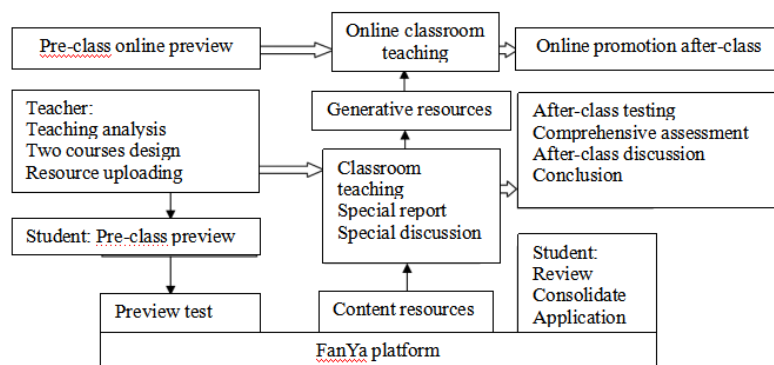 Pre-class online preview
Online classroom
teaching
Online promotion after-class
Teacher:
Teaching analysis
Two courses design
Resource uploading
Generative resources
After-class testing
Comprehensive assessment
After-class discussion
Conclusion
Classroom
teaching
Special report
Special discussion
Student: Pre-class preview
Student:
Review
Consolidate
Application
Preview test
Content resources
FanYa platform